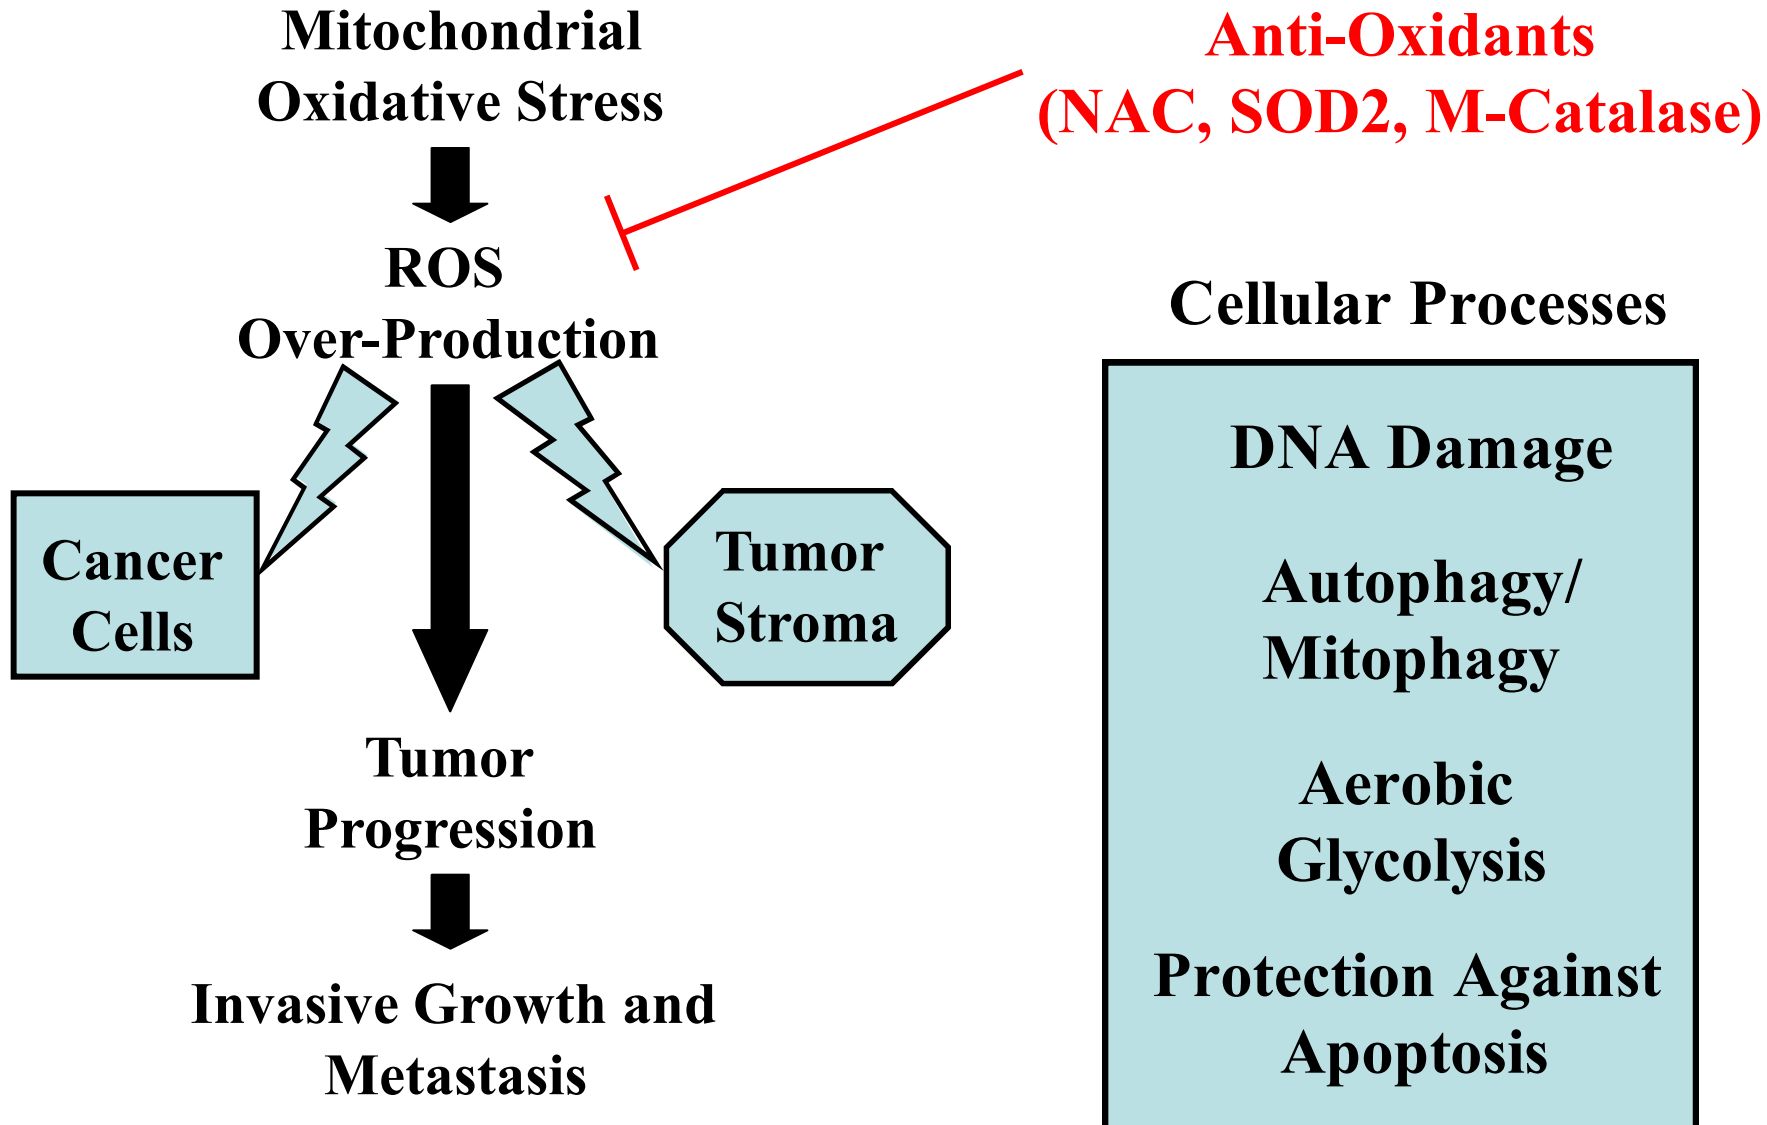 Mitochondrial
Oxidative Stress
Anti-Oxidants
(NAC, SOD2, M-Catalase)
ROS
Over-Production
Cancer
Cells
Tumor
Stroma
Tumor
Progression
Invasive Growth and
Metastasis
Cellular Processes
DNA Damage
Autophagy/
Mitophagy
Aerobic
Glycolysis
Protection Against
Apoptosis